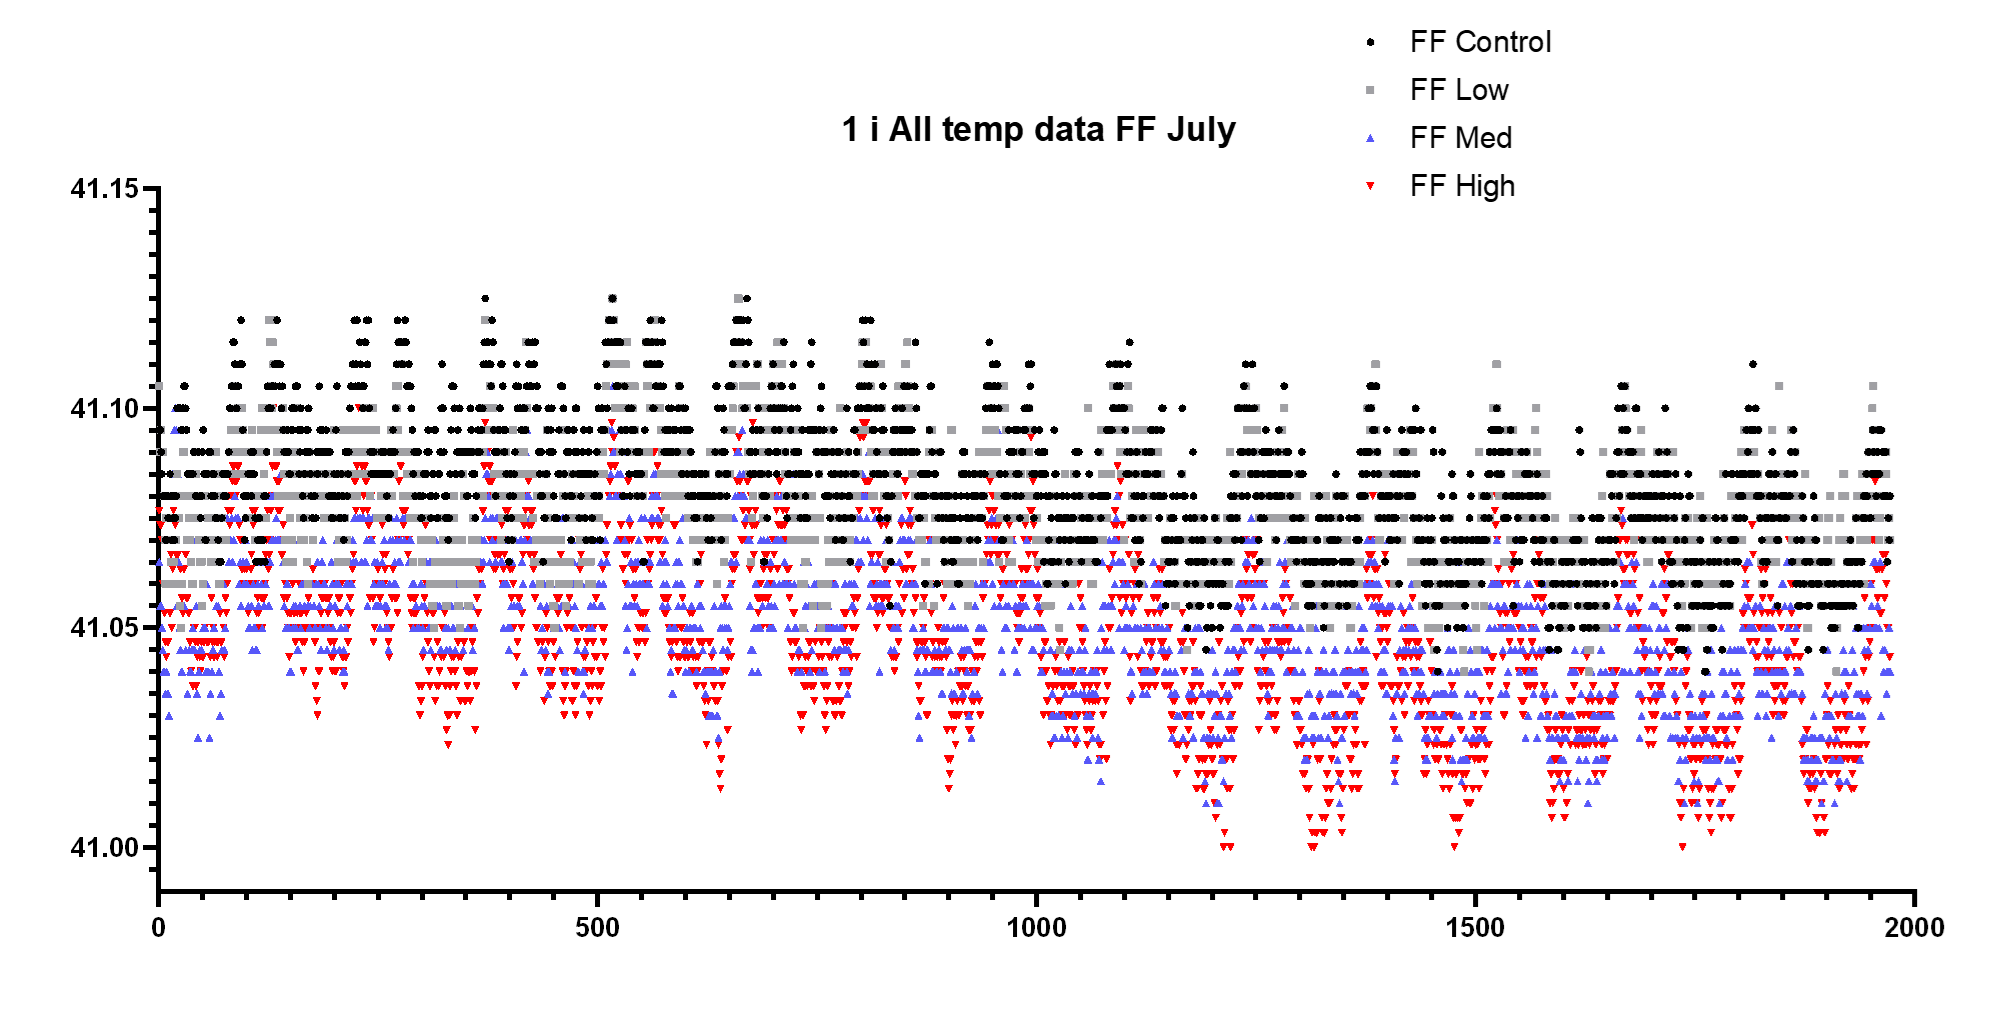 FF Control
FF Low
1 i All temp data FF July
FF Med
FF High
41.15
41.10
41.05
41.00
0 500 1000 1500 2000